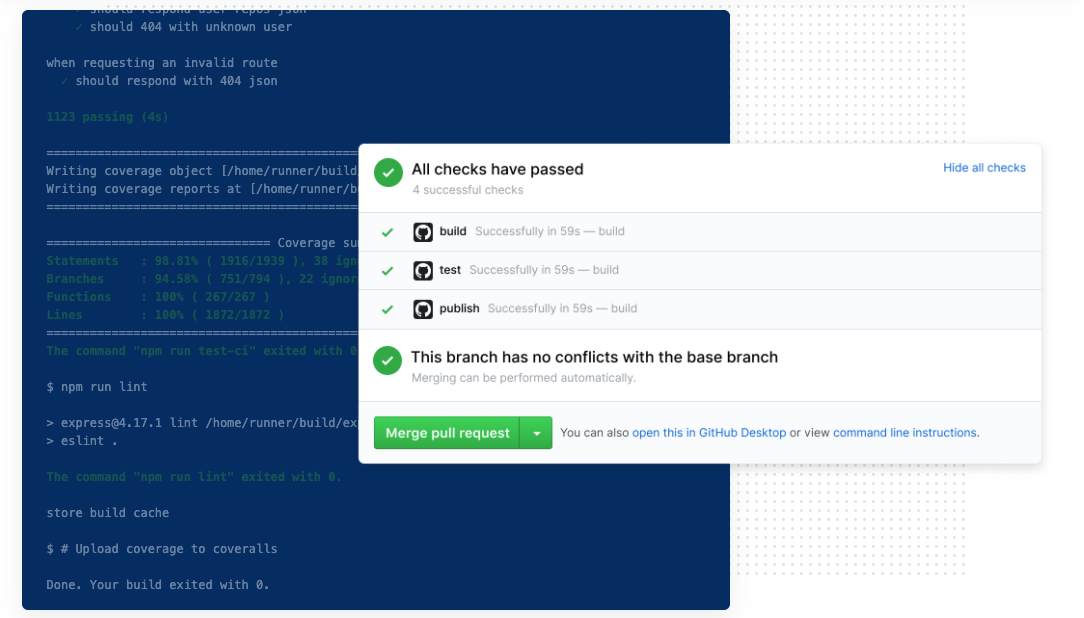 should respond user repos json
✓ should 404 with unknown user
when requesting an invalid route
✓ should respond with 404 json
1123 passing (4s)
=============================================
Writing coverage object [/home/runner/build
Writing coverage reports at [/home/runner/b
=============================================
=============================== Coverage su
Statements : 98.81% ( 1916/1939 ), 38 ign
Branches : 94.58% ( 751/794 ), 22 ignor
Functions : 100% ( 267/267 )
Lines : 100% ( 1872/1872 )
=============================================
The command "npm run test-ci" exited with 0
$ npm run lint
> express@4.17.1 lint /home/runner/build/ex
> eslint .
The command "npm run lint" exited with 0.
store build cache
$ # Upload coverage to coveralls
Done. Your build exited with 0.
All checks have passed
Hide all checks
4 successful checks
build Successfully in 59s — build
test Successfully in 59s — build
publish Successfully in 59s — build
This branch has no conflicts with the base branch
Merging can be performed automatically.
Merge pull request
You can also open this in GitHub Desktop or view command line instructions.